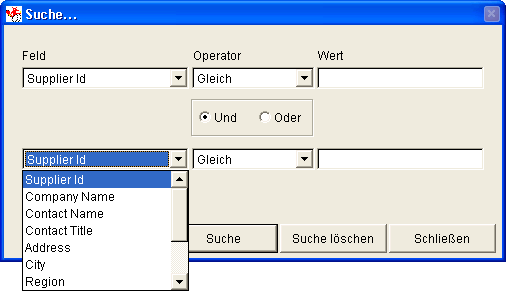 Suche...
Feld Operator Wert
Supplier Id Gleich
Und Oder
Supplier Id Gleich
Supplier Id
Company Name
Contact Name
Contact Title
Address
City
Region
Suche Suche löschen Schließen